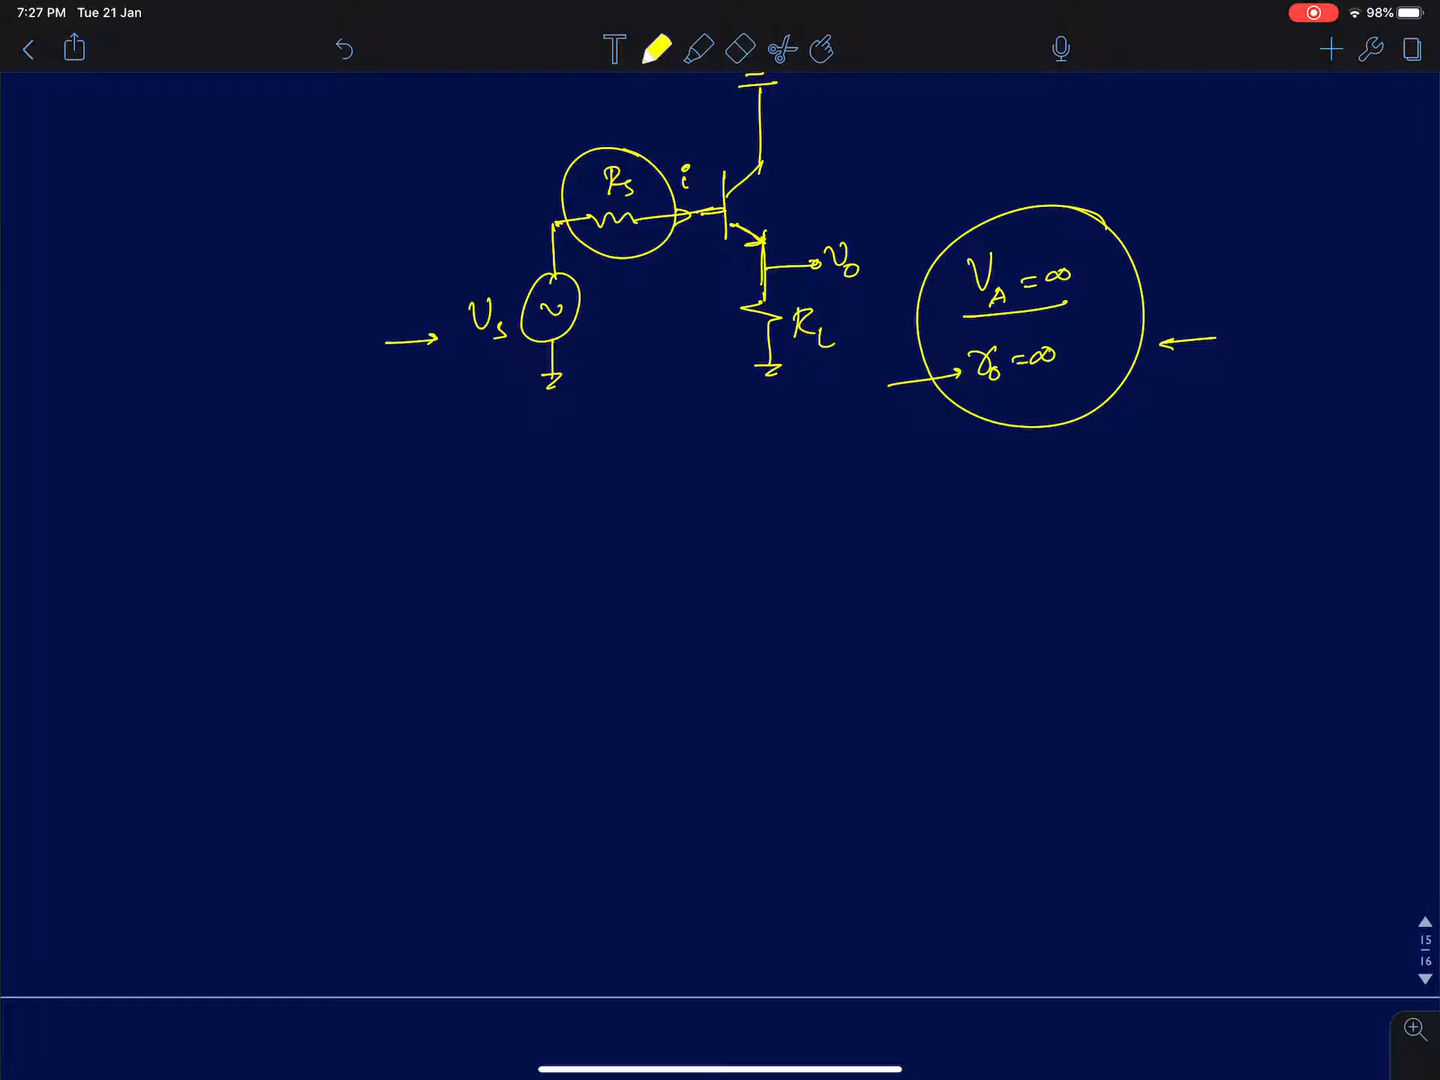 7:27 PM Tue 21 Jan
98%
T
Rs
i
Vo
Vs
RL
VA = ∞
ro = ∞
15
16